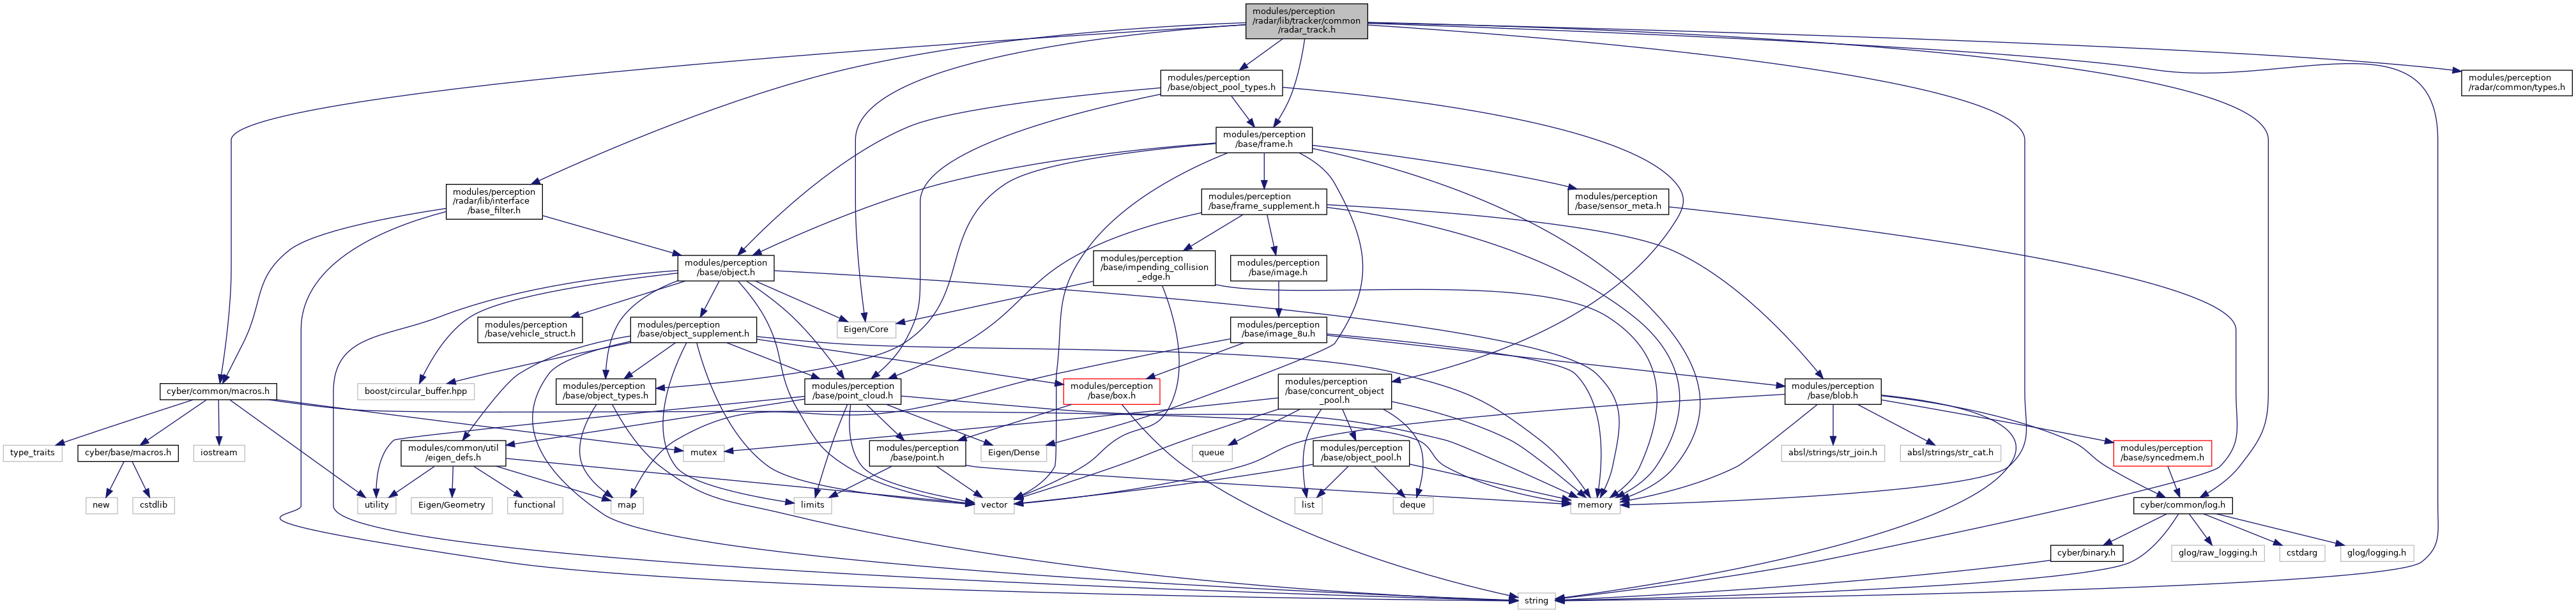 modules/perception
/radar/lib/tracker/common
/radar_track.h
modules/perception
/base/object_pool_types.h
modules/perception
/radar/common/types.h
modules/perception
/base/frame.h
modules/perception
/radar/lib/interface
/base_filter.h
modules/perception
/base/frame_supplement.h
modules/perception
/base/sensor_meta.h
modules/perception
/base/object.h
modules/perception
/base/impending_collision
_edge.h
modules/perception
/base/image.h
modules/perception
/base/vehicle_struct.h
modules/perception
/base/object_supplement.h
Eigen/Core
modules/perception
/base/image_8u.h
cyber/common/macros.h
boost/circular_buffer.hpp
modules/perception
/base/object_types.h
modules/perception
/base/point_cloud.h
modules/perception
/base/box.h
modules/perception
/base/concurrent_object
_pool.h
modules/perception
/base/blob.h
type_traits
cyber/base/macros.h
iostream
modules/common/util
/eigen_defs.h
mutex
modules/perception
/base/point.h
Eigen/Dense
queue
modules/perception
/base/object_pool.h
absl/strings/str_join.h
absl/strings/str_cat.h
modules/perception
/base/syncedmem.h
new
cstdlib
utility
Eigen/Geometry
functional
map
limits
vector
list
deque
memory
cyber/common/log.h
cyber/binary.h
glog/raw_logging.h
cstdarg
glog/logging.h
string